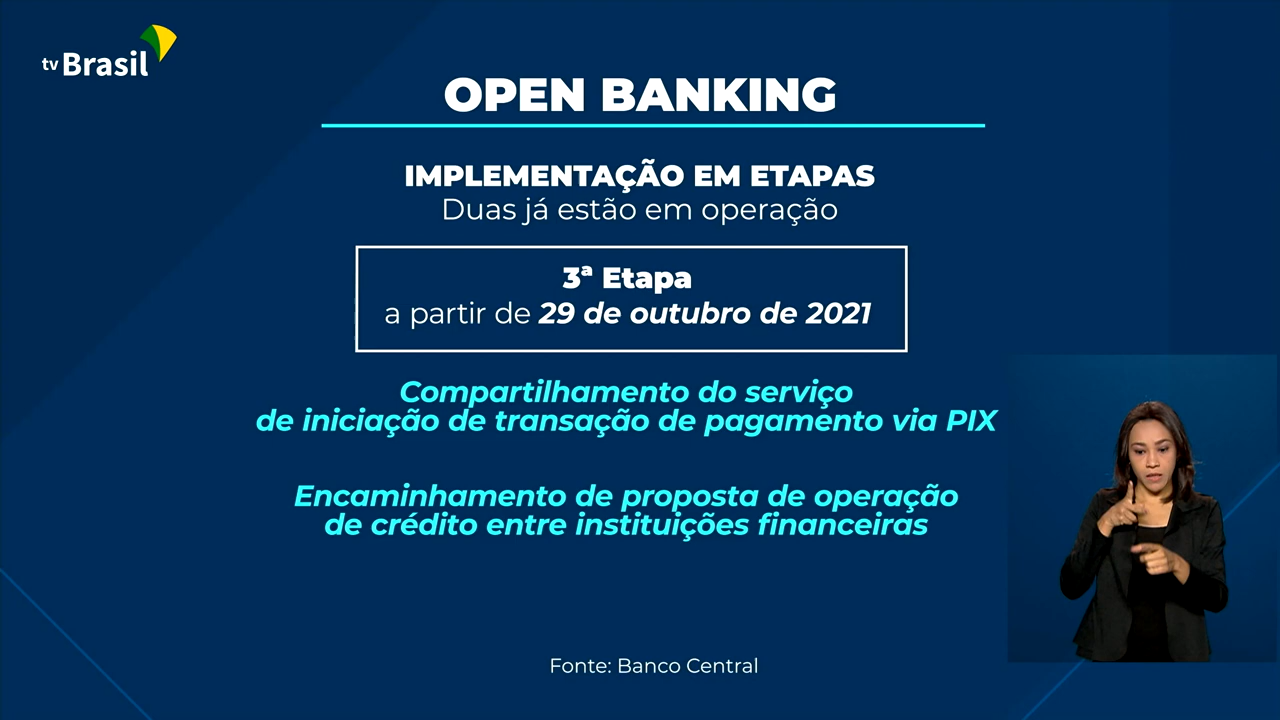 tv Brasil
OPEN BANKING
IMPLEMENTAÇÃO EM ETAPAS
Duas já estão em operação
3ª Etapa
a partir de 29 de outubro de 2021
Compartilhamento do serviço
de iniciação de transação de pagamento via PIX
Encaminhamento de proposta de operação
de crédito entre instituições financeiras
Fonte: Banco Central